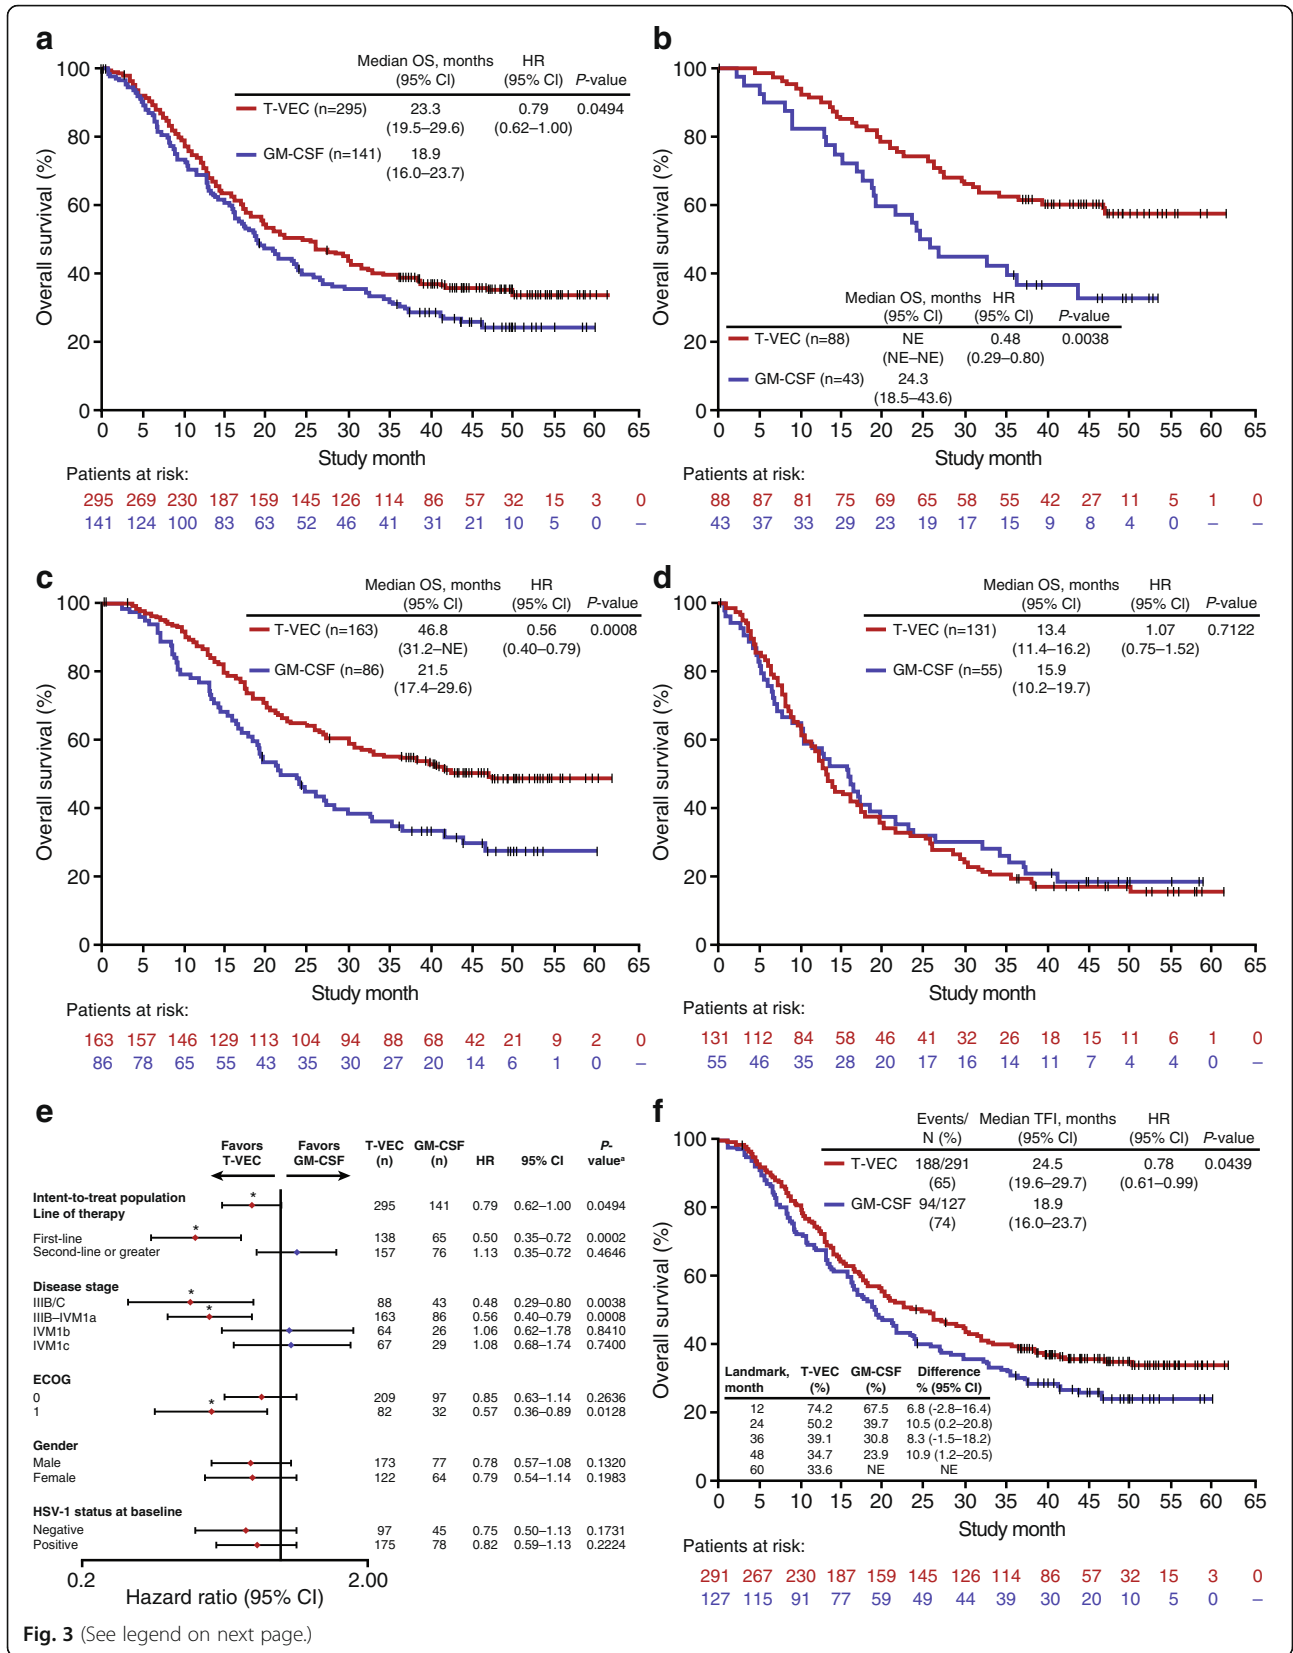 a
Median OS, months HR
(95% CI) (95% CI) P-value
T-VEC (n=295) 23.3 0.79 0.0494
(19.5–29.6) (0.62–1.00)
GM-CSF (n=141) 18.9
(16.0–23.7)
Overall survival (%)
100
80
60
40
20
0
0 5 10 15 20 25 30 35 40 45 50 55 60 65
Study month
Patients at risk:
295 269 230 187 159 145 126 114 86 57 32 15 3 0
141 124 100 83 63 52 46 41 31 21 10 5 0 –
b
Overall survival (%)
100
80
60
40
20
0
Median OS, months HR
(95% CI) (95% CI) P-value
T-VEC (n=88) NE 0.48 0.0038
(NE–NE) (0.29–0.80)
GM-CSF (n=43) 24.3
(18.5–43.6)
0 5 10 15 20 25 30 35 40 45 50 55 60 65
Study month
Patients at risk:
88 87 81 75 69 65 58 55 42 27 11 5 1 0
43 37 33 29 23 19 17 15 9 8 4 0 – –
c
Median OS, months HR
(95% CI) (95% CI) P-value
T-VEC (n=163) 46.8 0.56 0.0008
(31.2–NE) (0.40–0.79)
GM-CSF (n=86) 21.5
(17.4–29.6)
Overall survival (%)
100
80
60
40
20
0
0 5 10 15 20 25 30 35 40 45 50 55 60 65
Study month
Patients at risk:
163 157 146 129 113 104 94 88 68 42 21 9 2 0
86 78 65 55 43 35 30 27 20 14 6 1 0 –
d
Median OS, months HR
(95% CI) (95% CI) P-value
T-VEC (n=131) 13.4 1.07 0.7122
(11.4–16.2) (0.75–1.52)
GM-CSF (n=55) 15.9
(10.2–19.7)
Overall survival (%)
100
80
60
40
20
0
0 5 10 15 20 25 30 35 40 45 50 55 60 65
Study month
Patients at risk:
131 112 84 58 46 41 32 26 18 15 11 6 1 0
55 46 35 28 20 17 16 14 11 7 4 4 0 –
e
Favors Favors T-VEC GM-CSF P-
T-VEC GM-CSF (n) (n) HR 95% CI valueᵃ
Intent-to-treat population * 295 141 0.79 0.62–1.00 0.0494
Line of therapy
First-line * 138 65 0.50 0.35–0.72 0.0002
Second-line or greater 157 76 1.13 0.35–0.72 0.4646
Disease stage
IIIB/C * 88 43 0.48 0.29–0.80 0.0038
IIIB–IVM1a * 163 86 0.56 0.40–0.79 0.0008
IVM1b 64 26 1.06 0.62–1.78 0.8410
IVM1c 67 29 1.08 0.68–1.74 0.7400
ECOG
0 209 97 0.85 0.63–1.14 0.2636
1 * 82 32 0.57 0.36–0.89 0.0128
Gender
Male 173 77 0.78 0.57–1.08 0.1320
Female 122 64 0.79 0.54–1.14 0.1983
HSV-1 status at baseline
Negative 97 45 0.75 0.50–1.13 0.1731
Positive 175 78 0.82 0.59–1.13 0.2224
0.2 2.00
Hazard ratio (95% CI)
f
Events/ Median TFI, months HR
N (%) (95% CI) (95% CI) P-value
T-VEC 188/291 24.5 0.78 0.0439
(65) (19.6–29.7) (0.61–0.99)
GM-CSF 94/127 18.9
(74) (16.0–23.7)
Overall survival (%)
100
80
60
40
20
0
Landmark, T-VEC GM-CSF Difference
month (%) (%) % (95% CI)
12 74.2 67.5 6.8 (-2.8–16.4)
24 50.2 39.7 10.5 (0.2–20.8)
36 39.1 30.8 8.3 (-1.5–18.2)
48 34.7 23.9 10.9 (1.2–20.5)
60 33.6 NE NE
0 5 10 15 20 25 30 35 40 45 50 55 60 65
Study month
Patients at risk:
291 267 230 187 159 145 126 114 86 57 32 15 3 0
127 115 91 77 59 49 44 39 30 20 10 5 0 –
Fig. 3 (See legend on next page.)